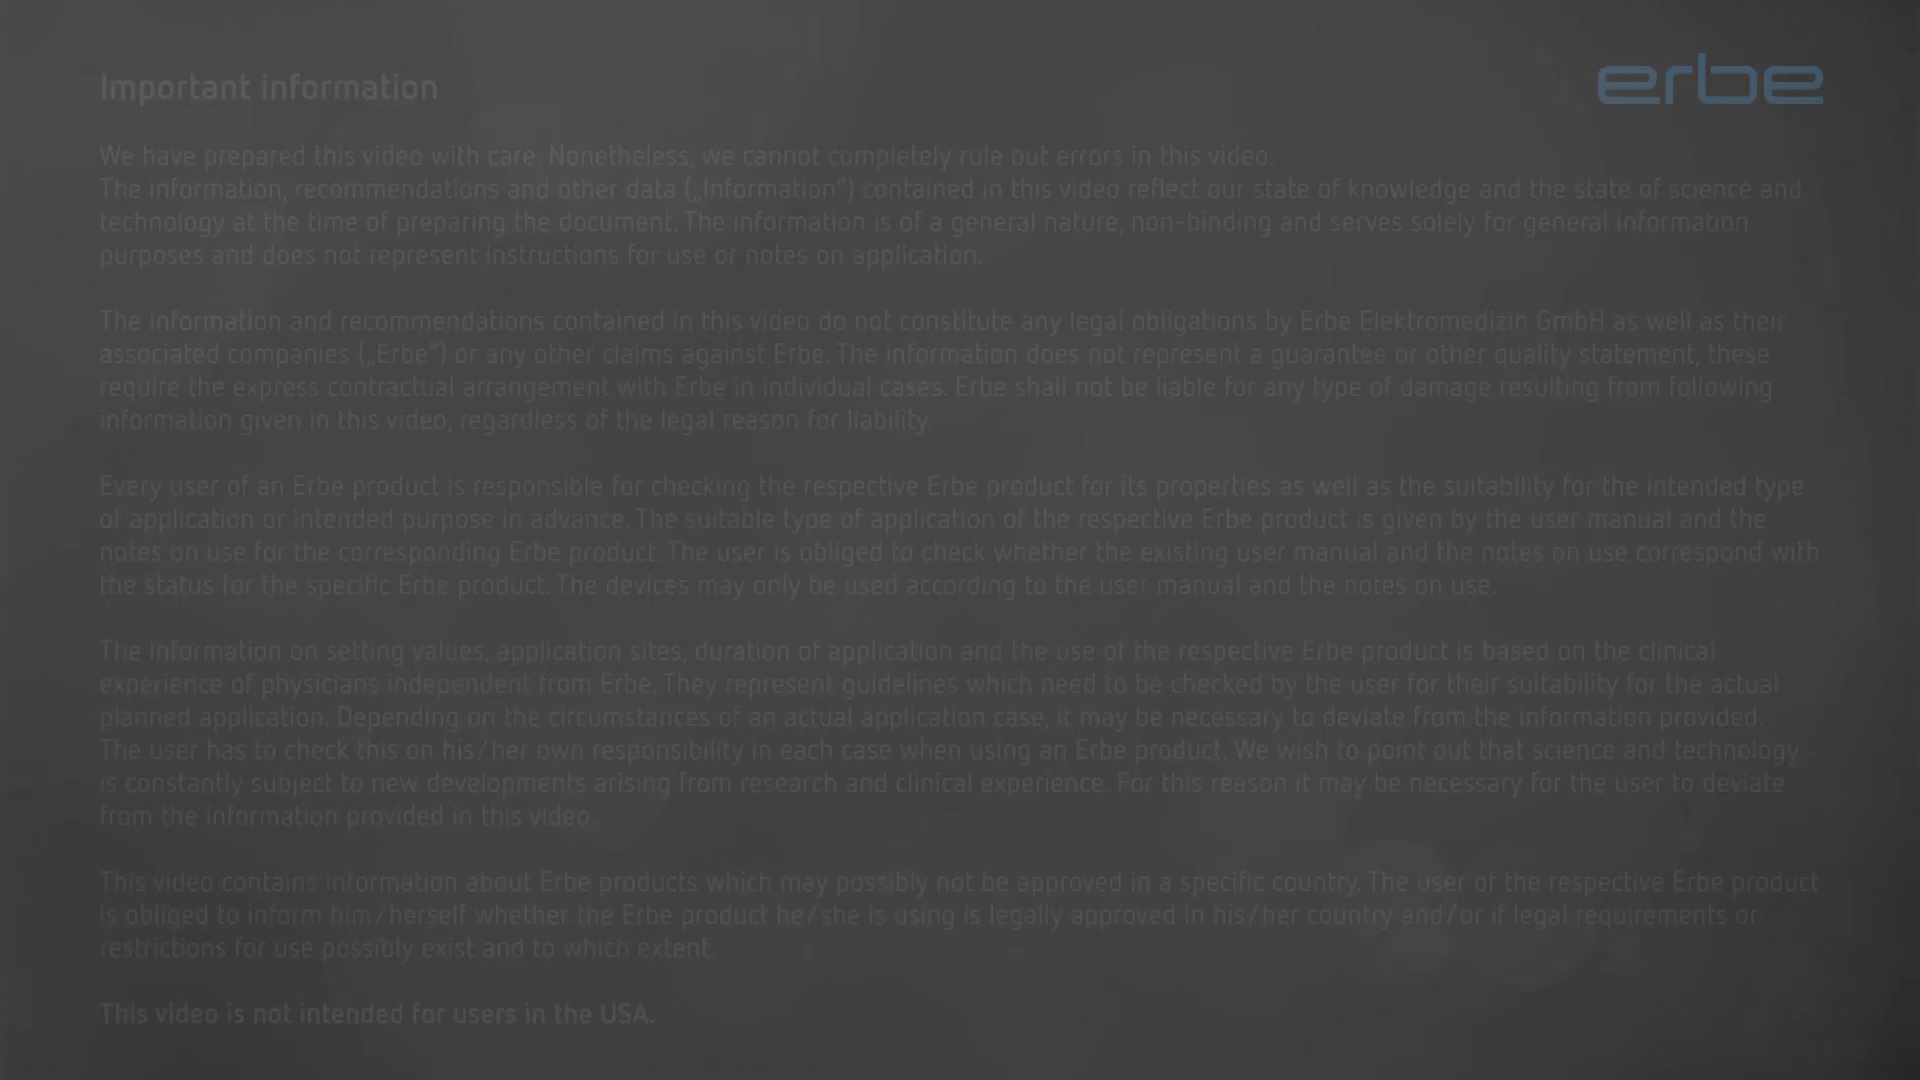 Important information
erbe
We have prepared this video with care. Nonetheless, we cannot completely rule out errors in this video.
The information, recommendations and other data („Information“) contained in this video reflect our state of knowledge and the state of science and
technology at the time of preparing the document. The information is of a general nature, non-binding and serves solely for general information
purposes and does not represent instructions for use or notes on application.
The information and recommendations contained in this video do not constitute any legal obligations by Erbe Elektromedizin GmbH as well as their
associated companies („Erbe“) or any other claims against Erbe. The information does not represent a guarantee or other quality statement, these
require the express contractual arrangement with Erbe in individual cases. Erbe shall not be liable for any type of damage resulting from following
information given in this video, regardless of the legal reason for liability.
Every user of an Erbe product is responsible for checking the respective Erbe product for its properties as well as the suitability for the intended type
of application or intended purpose in advance. The suitable type of application of the respective Erbe product is given by the user manual and the
notes on use for the corresponding Erbe product. The user is obliged to check whether the existing user manual and the notes on use correspond with
the status for the specific Erbe product. The devices may only be used according to the user manual and the notes on use.
The information on setting values, application sites, duration of application and the use of the respective Erbe product is based on the clinical
experience of physicians independent from Erbe. They represent guidelines which need to be checked by the user for their suitability for the actual
planned application. Depending on the circumstances of an actual application case, it may be necessary to deviate from the information provided.
The user has to check this on his/her own responsibility in each case when using an Erbe product. We wish to point out that science and technology
is constantly subject to new developments arising from research and clinical experience. For this reason it may be necessary for the user to deviate
from the information provided in this video.
This video contains information about Erbe products which may possibly not be approved in a specific country. The user of the respective Erbe product
is obliged to inform him/herself whether the Erbe product he/she is using is legally approved in his/her country and/or if legal requirements or
restrictions for use possibly exist and to which extent.
This video is not intended for users in the USA.